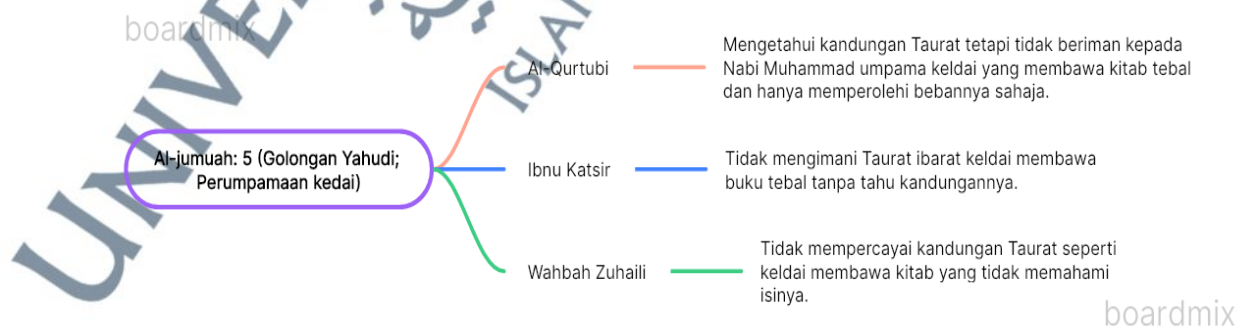 boardmix
UNIVE
ISLA
Al-Qurtubi
Mengetahui kandungan Taurat tetapi tidak beriman kepada
Nabi Muhammad umpama keldai yang membawa kitab tebal
dan hanya memperolehi bebannya sahaja.
Al-jumuah: 5 (Golongan Yahudi;
Perumpamaan kedai)
Ibnu Katsir
Tidak mengimani Taurat ibarat keldai membawa
buku tebal tanpa tahu kandungannya.
Wahbah Zuhaili
Tidak mempercayai kandungan Taurat seperti
keldai membawa kitab yang tidak memahami
isinya.
boardmix